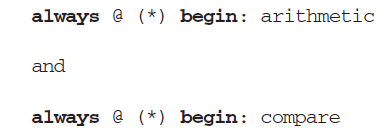 always @ (*) begin: arithmetic
and
always @ (*) begin: compare